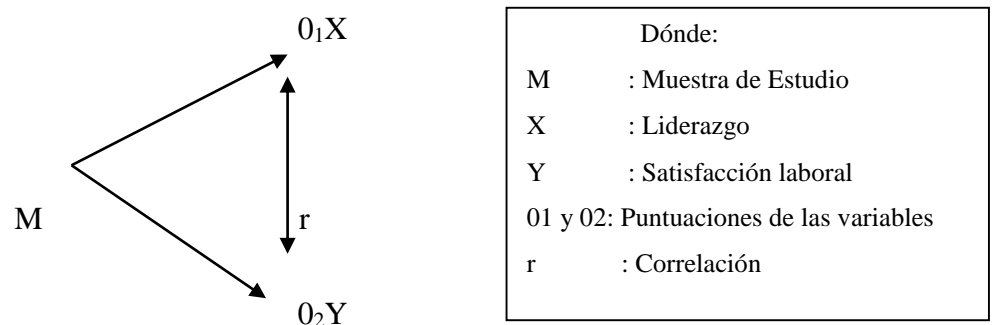 0₁X
M
r
0₂Y
Dónde:
M : Muestra de Estudio
X : Liderazgo
Y : Satisfacción laboral
01 y 02: Puntuaciones de las variables
r : Correlación